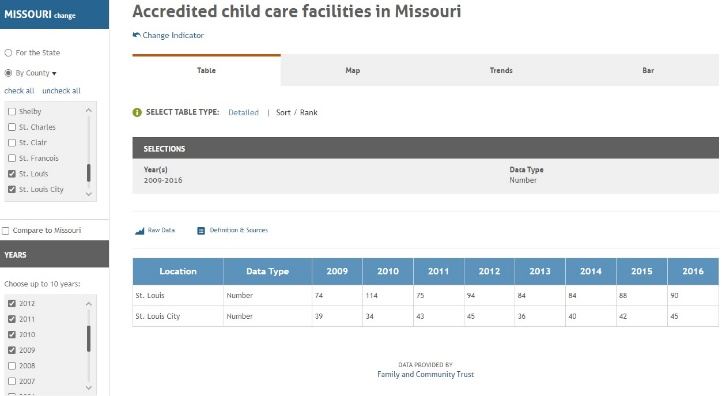 MISSOURI change
For the State
By County
check all uncheck all
Shelby
St. Charles
St. Clair
St. Francois
St. Louis
St. Louis City
Compare to Missouri
YEARS
Choose up to 10 years:
2012
2011
2010
2009
2008
2007
Accredited child care facilities in Missouri
Change Indicator
Table Map Trends Bar
SELECT TABLE TYPE: Detailed | Sort / Rank
SELECTIONS
Year(s) Data Type
2009-2016 Number
Raw Data Definition & Sources
Location Data Type 2009 2010 2011 2012 2013 2014 2015 2016
St. Louis Number 74 114 75 94 84 84 88 90
St. Louis City Number 39 34 43 45 36 40 42 45
DATA PROVIDED BY
Family and Community Trust